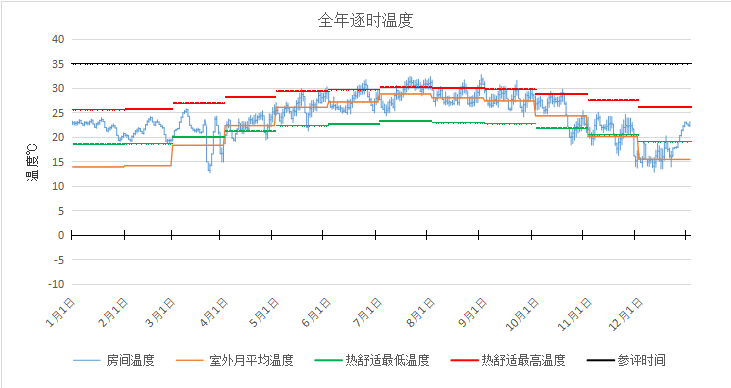 全年逐时温度
40
35
30
25
20
15
10
5
0
-5
-10
温度℃
1月1日
2月1日
3月1日
4月1日
5月1日
6月1日
7月1日
8月1日
9月1日
10月1日
11月1日
12月1日
房间温度 室外月平均温度 热舒适最低温度 热舒适最高温度 参评时间